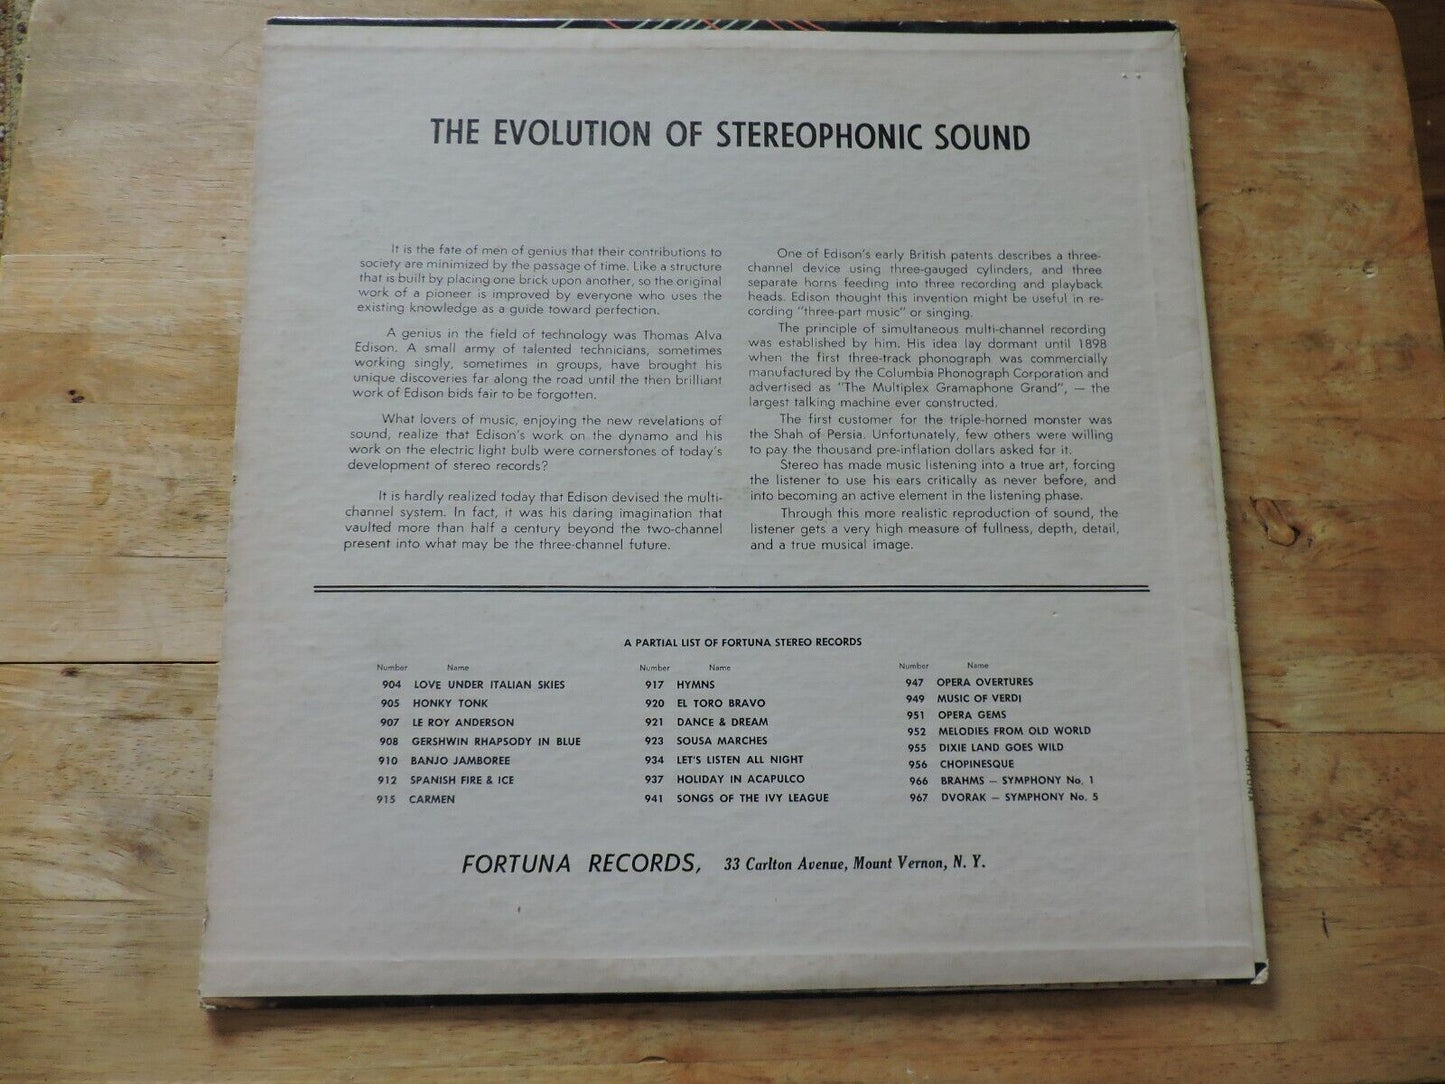 THE EVOLUTION OF STEREOPHONIC SOUND
It is the fate of men of genius that their contributions to
society are minimized by the passage of time. Like a structure
that is built by placing one brick upon another, so the original
work of a pioneer is improved by everyone who uses the
existing knowledge as a guide toward perfection.
A genius in the field of technology was Thomas Alva
Edison. A small army of talented technicians, sometimes
working singly, sometimes in groups, have brought his
unique discoveries far along the road until the then brilliant
work of Edison bids fair to be forgotten.
What lovers of music, enjoying the new revelations of
sound, realize that Edison's work on the dynamo and his
work on the electric light bulb were cornerstones of today's
development of stereo records?
It is hardly realized today that Edison devised the multi-
channel system. In fact, it was his daring imagination that
vaulted more than half a century beyond the two-channel
present into what may be the three-channel future.
One of Edison's early British patents describes a three-
channel device using three-gauged cylinders, and three
separate horns feeding into three recording and playback
heads. Edison thought this invention might be useful in re-
cording "three-part music" or singing.
The principle of simultaneous multi-channel recording
was established by him. His idea lay dormant until 1898
when the first three-track phonograph was commercially
manufactured by the Columbia Phonograph Corporation and
advertised as "The Multiplex Gramaphone Grand", — the
largest talking machine ever constructed.
The first customer for the triple-horned monster was
the Shah of Persia. Unfortunately, few others were willing
to pay the thousand pre-inflation dollars asked for it.
Stereo has made music listening into a true art, forcing
the listener to use his ears critically as never before, and
into becoming an active element in the listening phase.
Through this more realistic reproduction of sound, the
listener gets a very high measure of fullness, depth, detail,
and a true musical image.
A PARTIAL LIST OF FORTUNA STEREO RECORDS
Number Name
904 LOVE UNDER ITALIAN SKIES
905 HONKY TONK
907 LE ROY ANDERSON
908 GERSHWIN RHAPSODY IN BLUE
910 BANJO JAMBOREE
912 SPANISH FIRE & ICE
915 CARMEN
Number Name
917 HYMNS
920 EL TORO BRAVO
921 DANCE & DREAM
923 SOUSA MARCHES
934 LET'S LISTEN ALL NIGHT
937 HOLIDAY IN ACAPULCO
941 SONGS OF THE IVY LEAGUE
Number Name
947 OPERA OVERTURES
949 MUSIC OF VERDI
951 OPERA GEMS
952 MELODIES FROM OLD WORLD
955 DIXIE LAND GOES WILD
956 CHOPINESQUE
966 BRAHMS — SYMPHONY No. 1
967 DVORAK — SYMPHONY No. 5
FORTUNA RECORDS, 33 Carlton Avenue, Mount Vernon, N. Y.
FORTUNA